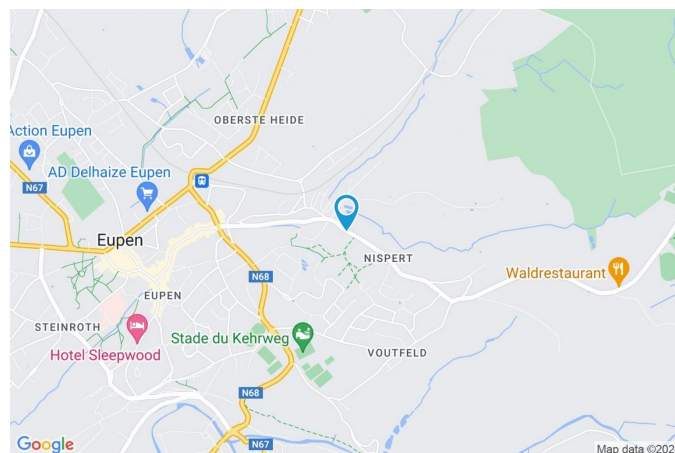 OBERSTE HEIDE
Action Eupen
AD Delhaize Eupen
N67
Eupen
NISPERT
Waldrestaurant
N68
EUPEN
STEINROTH
Stade du Kehrweg
VOUTFELD
Hotel Sleepwood
N68
N67
Google
Map data ©202